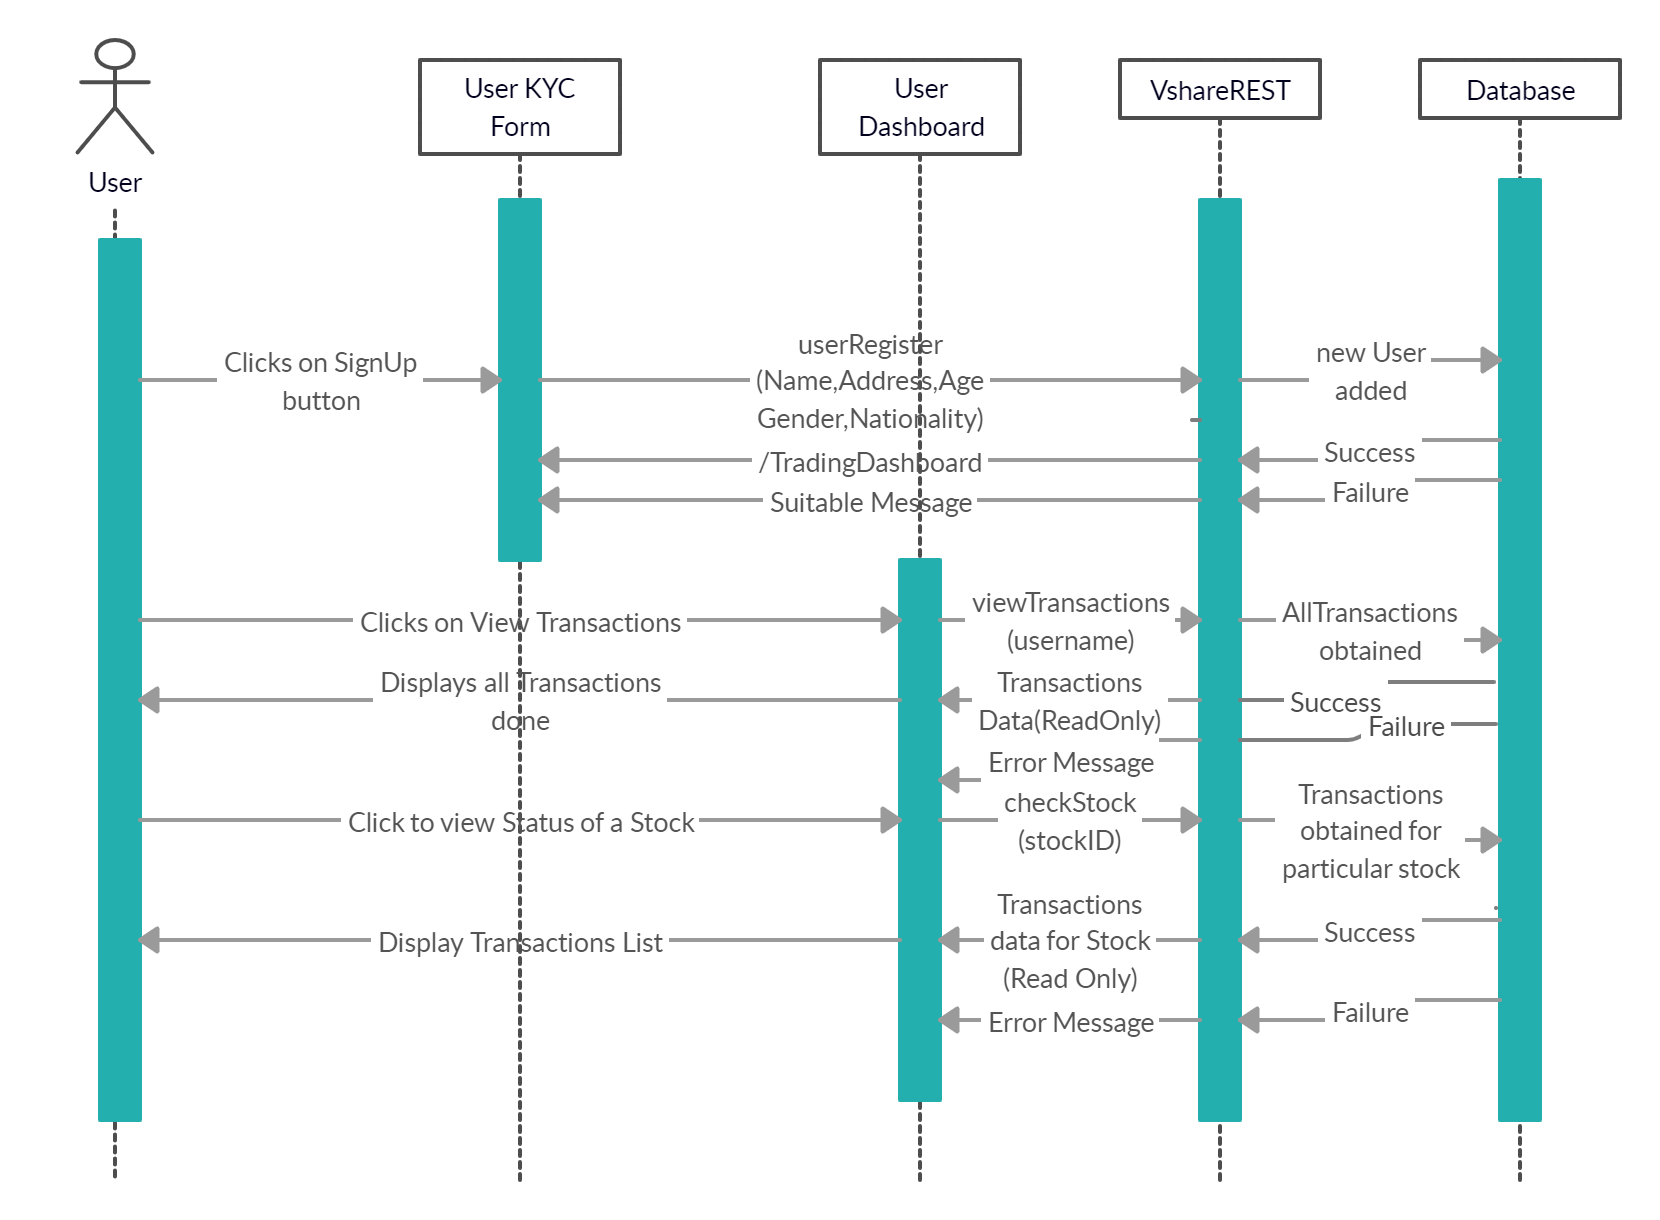 User
User KYC
Form
User
Dashboard
VshareREST
Database
Clicks on SignUp
button
userRegister
(Name,Address,Age
Gender,Nationality)
new User
added
/TradingDashboard
Success
Suitable Message
Failure
Clicks on View Transactions
viewTransactions
(username)
AllTransactions
obtained
Displays all Transactions
done
Transactions
Data(ReadOnly)
Success
Failure
Error Message
Click to view Status of a Stock
checkStock
(stockID)
Transactions
obtained for
particular stock
Display Transactions List
Transactions
data for Stock
(Read Only)
Success
Error Message
Failure